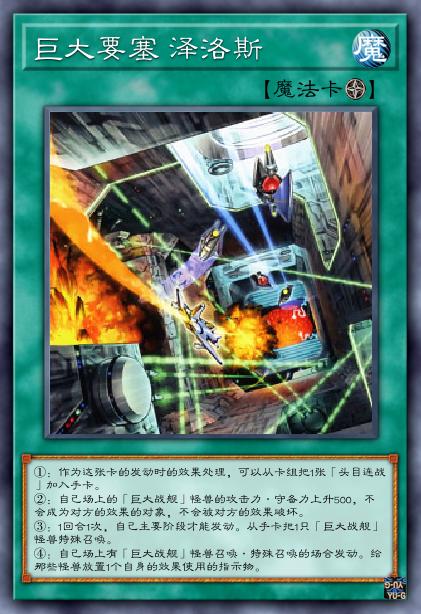 巨大要塞 泽洛斯
魔
【魔法卡】
①：作为这张卡的发动时的效果处理，可以从卡组把1张「头目连战
」加入手卡。
②：自己场上的「巨大战舰」怪兽的攻击力·守备力上升500，不
会成为对方的效果的对象，不会被对方的效果破坏。
③：1回合1次，自己主要阶段才能发动。从手卡把1只「巨大战舰」
怪兽特殊召唤。
④：自己场上有「巨大战舰」怪兽召唤·特殊召唤的场合发动。给
那些怪兽放置1个自身的效果使用的指示物。
YU-G